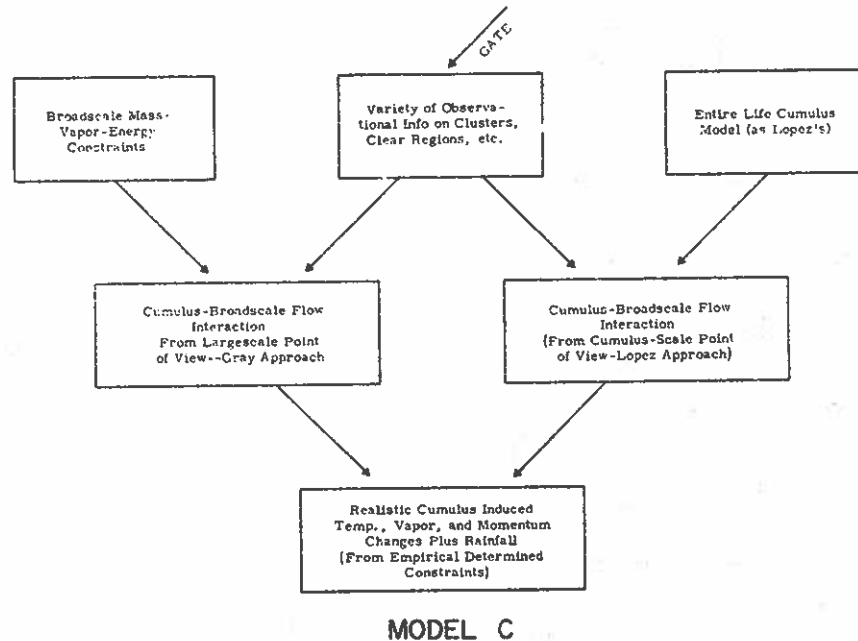 GATE
Broadscale Mass-
Vapor-Energy
Constraints
Variety of Observa-
tional Info on Clusters,
Clear Regions, etc.
Entire Life Cumulus
Model (as Lopez's)
Cumulus-Broadscale Flow
Interaction
From Largescale Point
of View--Gray Approach
Cumulus-Broadscale Flow
Interaction
(From Cumulus-Scale Point
of View-Lopez Approach)
Realistic Cumulus Induced
Temp., Vapor, and Momentum
Changes Plus Rainfall
(From Empirical Determined
Constraints)
MODEL C